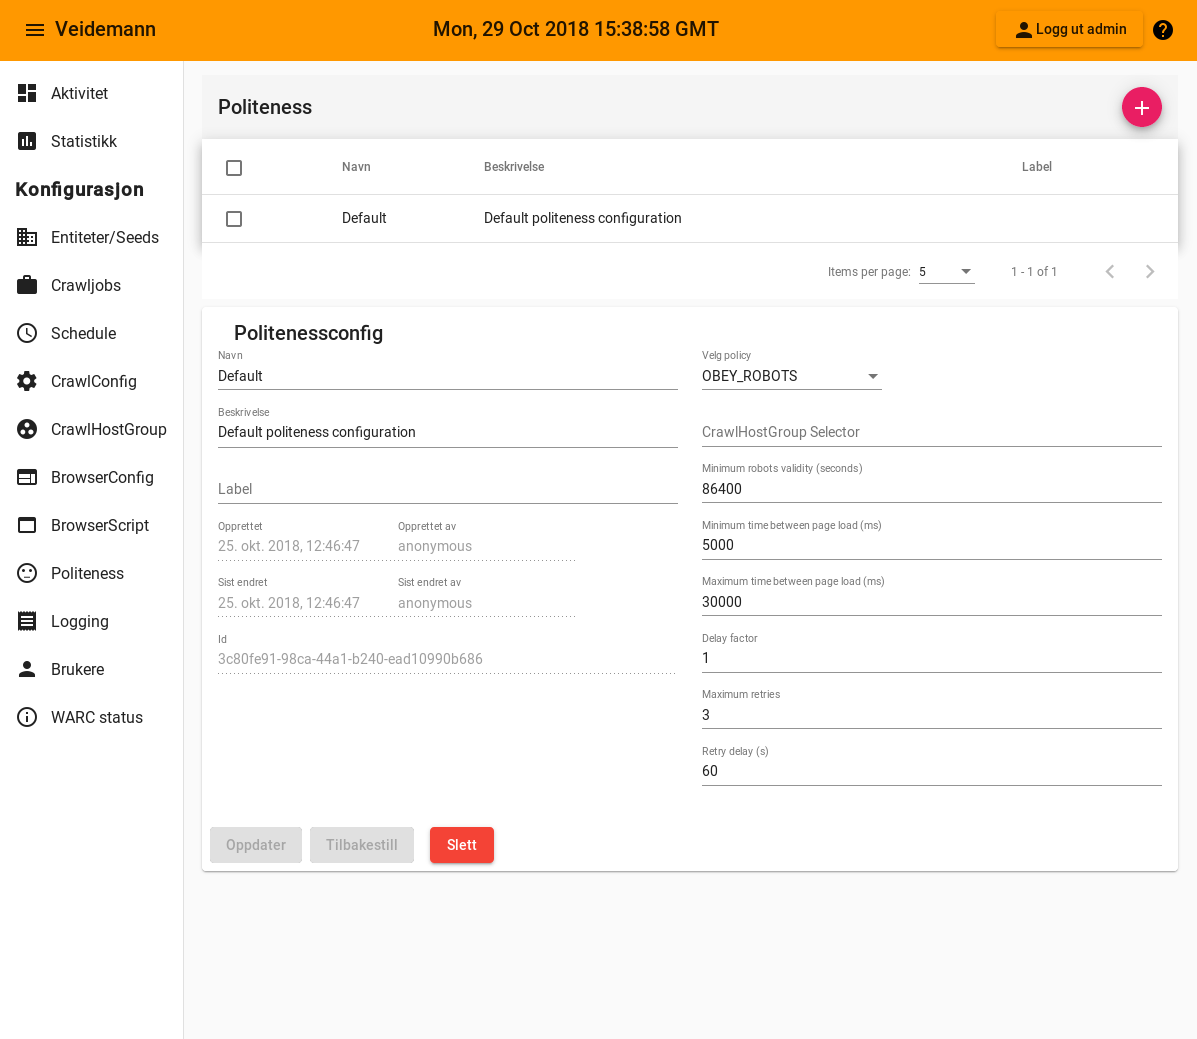 Veidemann
Mon, 29 Oct 2018 15:38:58 GMT
Logg ut admin
Aktivitet
Statistikk
Konfigurasjon
Entiteter/Seeds
Crawljobs
Schedule
CrawlConfig
CrawlHostGroup
BrowserConfig
BrowserScript
Politeness
Logging
Brukere
WARC status
Politeness
Navn Beskrivelse Label
Default Default politeness configuration
Items per page: 5 1 - 1 of 1
Politenessconfig
Navn
Default
Beskrivelse
Default politeness configuration
Label
Opprettet Opprettet av
25. okt. 2018, 12:46:47 anonymous
Sist endret Sist endret av
25. okt. 2018, 12:46:47 anonymous
Id
3c80fe91-98ca-44a1-b240-ead10990b686
Velg policy
OBEY_ROBOTS
CrawlHostGroup Selector
Minimum robots validity (seconds)
86400
Minimum time between page load (ms)
5000
Maximum time between page load (ms)
30000
Delay factor
1
Maximum retries
3
Retry delay (s)
60
Oppdater Tilbakestill Slett